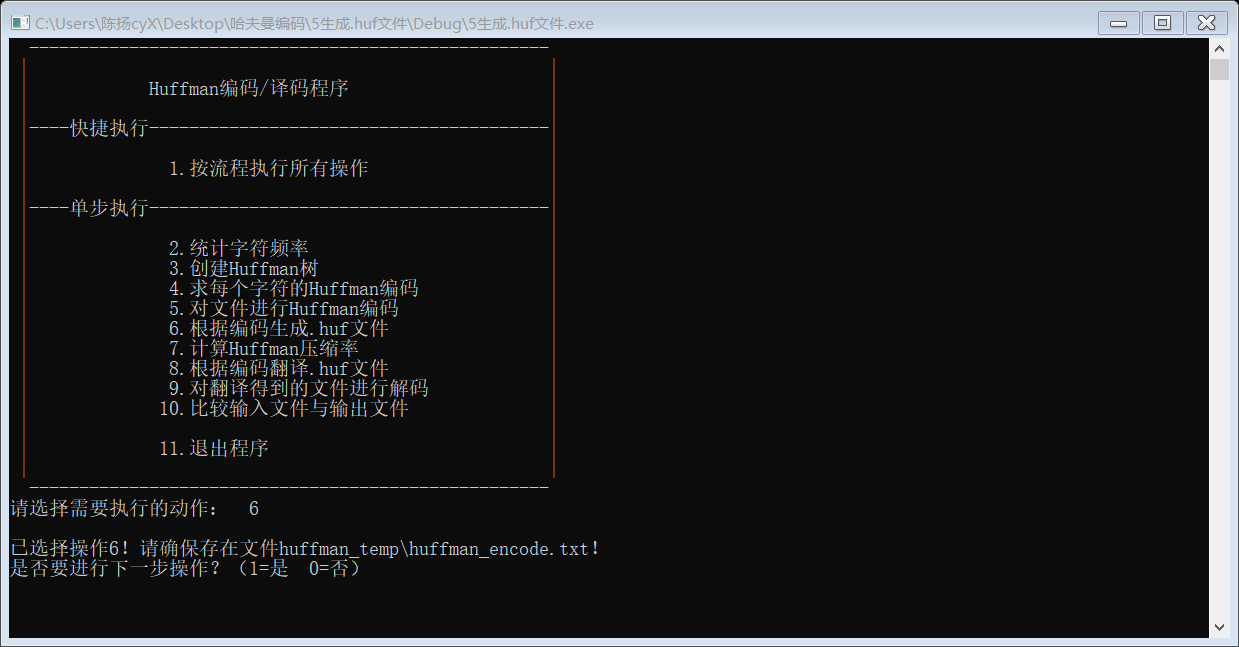 C:\Users\陈扬cyX\Desktop\哈夫曼编码\5生成.huf文件\Debug\5生成.huf文件.exe
Huffman编码/译码程序
----快捷执行----------------------------------------
1.按流程执行所有操作
----单步执行----------------------------------------
2.统计字符频率
3.创建Huffman树
4.求每个字符的Huffman编码
5.对文件进行Huffman编码
6.根据编码生成.huf文件
7.计算Huffman压缩率
8.根据编码翻译.huf文件
9.对翻译得到的文件进行解码
10.比较输入文件与输出文件
11.退出程序
请选择需要执行的动作： 6
已选择操作6！请确保存在文件huffman_temp\huffman_encode.txt！
是否要进行下一步操作？（1=是  0=否）